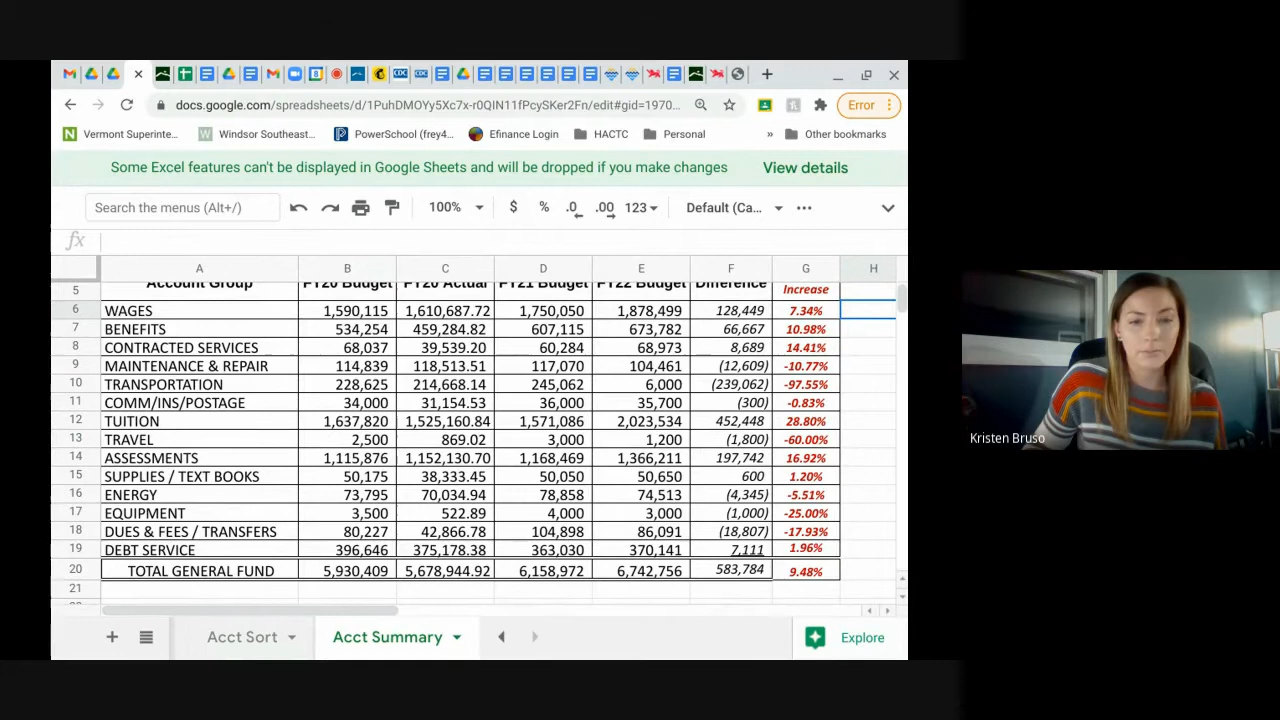 Error
docs.google.com/spreadsheets/d/1PuhDMOYy5Xc7x-r0QIN11fPcySKer2Fn/edit#gid=1970...
Vermont Superinte... Windsor Southeast... PowerSchool (frey4... Efinance Login HACTC Personal » Other bookmarks
Some Excel features can't be displayed in Google Sheets and will be dropped if you make changes View details
Search the menus (Alt+/) 100% $ % .0 .00 123 Default (Ca... ...
fx
A B C D E F G H
5 Account Group FY20 Budget FY20 Actual FY21 Budget FY22 Budget Difference Increase
6 WAGES 1,590,115 1,610,687.72 1,750,050 1,878,499 128,449 7.34%
7 BENEFITS 534,254 459,284.82 607,115 673,782 66,667 10.98%
8 CONTRACTED SERVICES 68,037 39,539.20 60,284 68,973 8,689 14.41%
9 MAINTENANCE & REPAIR 114,839 118,513.51 117,070 104,461 (12,609) -10.77%
10 TRANSPORTATION 228,625 214,668.14 245,062 6,000 (239,062) -97.55%
11 COMM/INS/POSTAGE 34,000 31,154.53 36,000 35,700 (300) -0.83%
12 TUITION 1,637,820 1,525,160.84 1,571,086 2,023,534 452,448 28.80%
13 TRAVEL 2,500 869.02 3,000 1,200 (1,800) -60.00%
14 ASSESSMENTS 1,115,876 1,152,130.70 1,168,469 1,366,211 197,742 16.92%
15 SUPPLIES / TEXT BOOKS 50,175 38,333.45 50,050 50,650 600 1.20%
16 ENERGY 73,795 70,034.94 78,858 74,513 (4,345) -5.51%
17 EQUIPMENT 3,500 522.89 4,000 3,000 (1,000) -25.00%
18 DUES & FEES / TRANSFERS 80,227 42,866.78 104,898 86,091 (18,807) -17.93%
19 DEBT SERVICE 396,646 375,178.38 363,030 370,141 7,111 1.96%
20 TOTAL GENERAL FUND 5,930,409 5,678,944.92 6,158,972 6,742,756 583,784 9.48%
21
Acct Sort Acct Summary Explore
Kristen Bruso